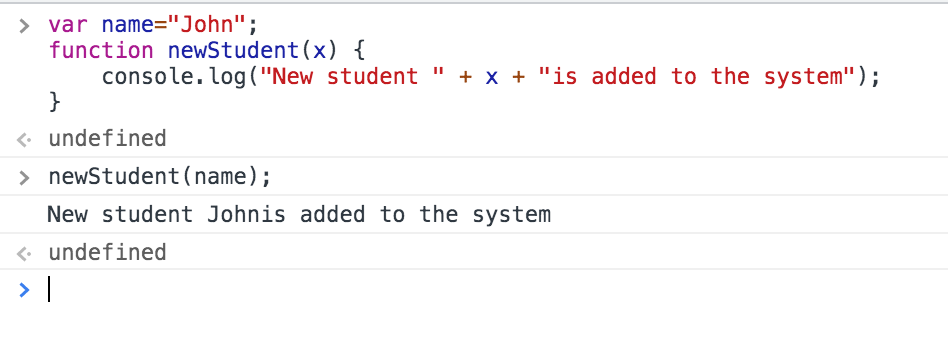 > var name="John";
function newStudent(x) {
    console.log("New student " + x + "is added to the system");
}
undefined
> newStudent(name);
New student Johnis added to the system
undefined
>